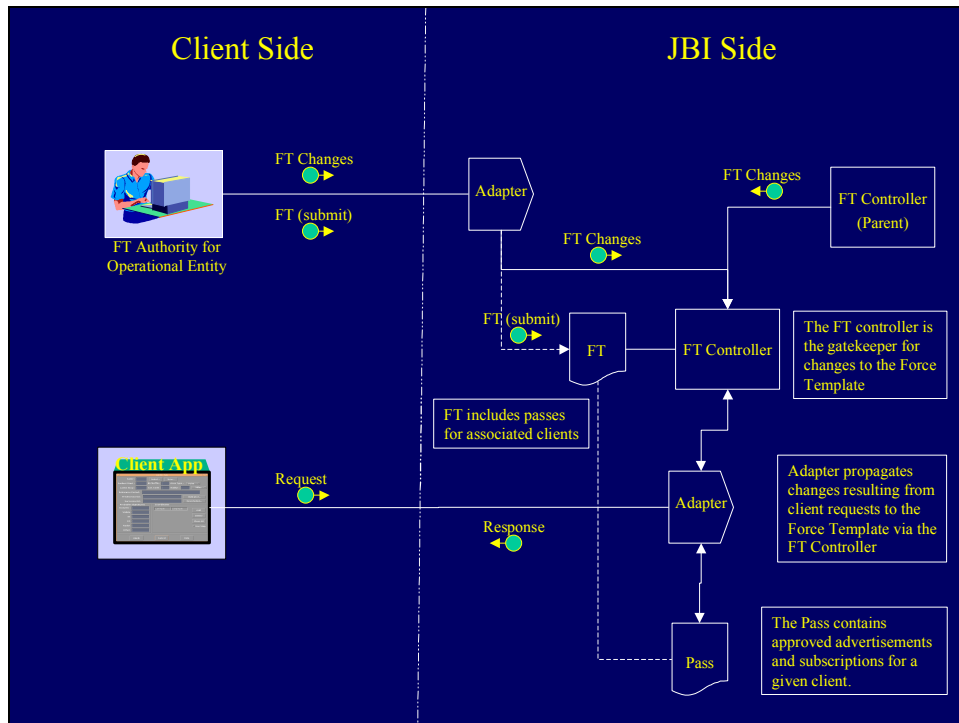 Client Side
JBI Side
FT Changes
FT (submit)
FT Authority for
Operational Entity
Adapter
FT Changes
FT Controller
(Parent)
FT Changes
FT (submit)
FT
FT Controller
The FT controller is
the gatekeeper for
changes to the Force
Template
FT includes passes
for associated clients
Client App
Request
Response
Adapter
Adapter propagates
changes resulting from
client requests to the
Force Template via the
FT Controller
Pass
The Pass contains
approved advertisements
and subscriptions for a
given client.